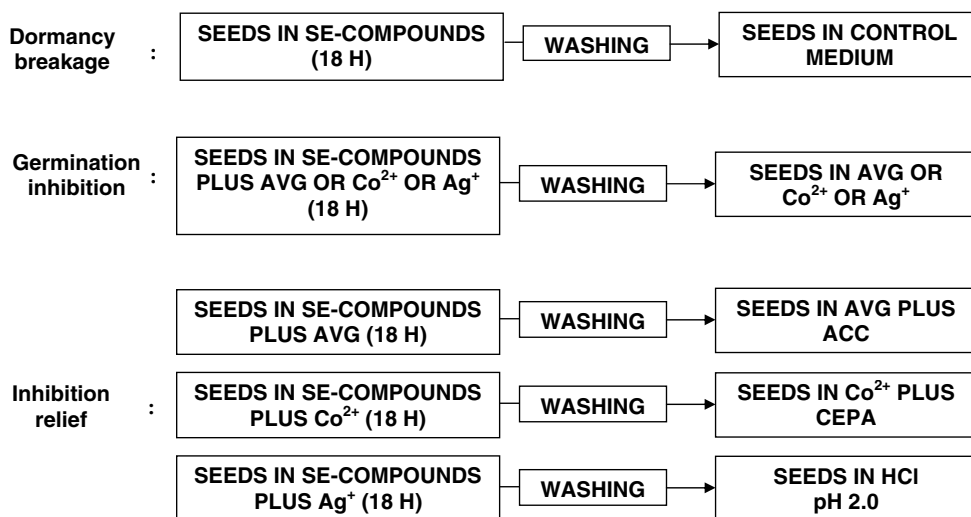 Dormancy breakage :
SEEDS IN SE-COMPOUNDS
(18 H)
WASHING
SEEDS IN CONTROL
MEDIUM
Germination inhibition :
SEEDS IN SE-COMPOUNDS
PLUS AVG OR Co²⁺ OR Ag⁺
(18 H)
WASHING
SEEDS IN AVG OR
Co²⁺ OR Ag⁺
SEEDS IN SE-COMPOUNDS
PLUS AVG (18 H)
WASHING
SEEDS IN AVG PLUS
ACC
Inhibition relief :
SEEDS IN SE-COMPOUNDS
PLUS Co²⁺ (18 H)
WASHING
SEEDS IN Co²⁺ PLUS
CEPA
SEEDS IN SE-COMPOUNDS
PLUS Ag⁺ (18 H)
WASHING
SEEDS IN HCl
pH 2.0